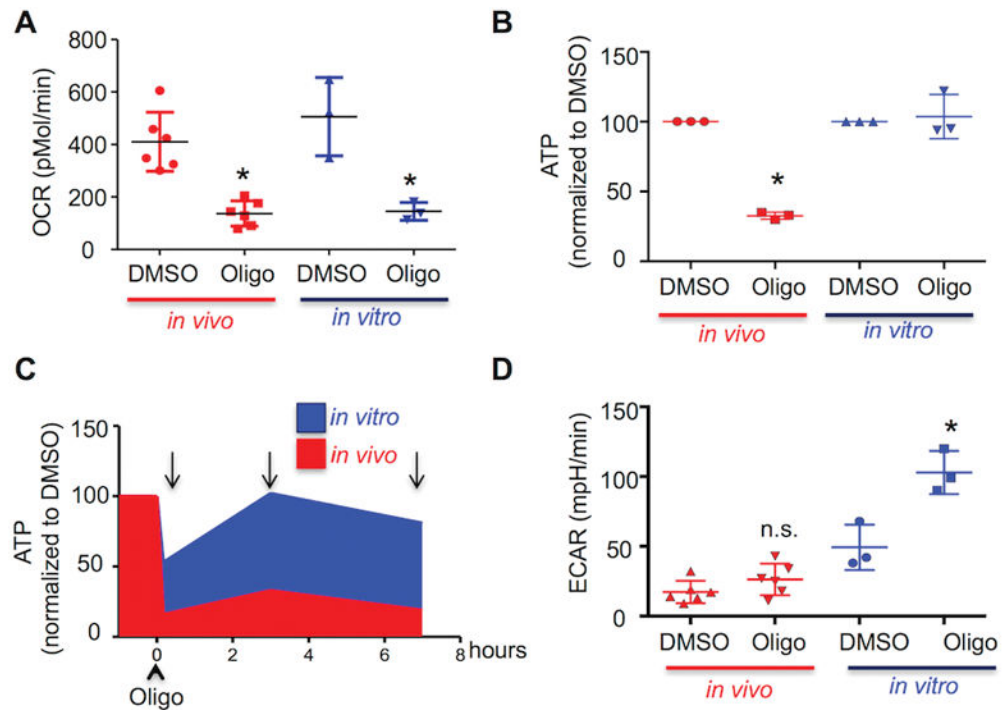 A
OCR (pMol/min)
800
600
400
200
0
*
*
DMSO Oligo DMSO Oligo
in vivo in vitro
B
ATP
(normalized to DMSO)
150
100
50
0
*
DMSO Oligo DMSO Oligo
in vivo in vitro
C
ATP
(normalized to DMSO)
150
100
50
0
in vitro
in vivo
0 2 4 6 8 hours
Oligo
D
ECAR (mpH/min)
150
100
50
0
n.s.
*
DMSO Oligo DMSO Oligo
in vivo in vitro